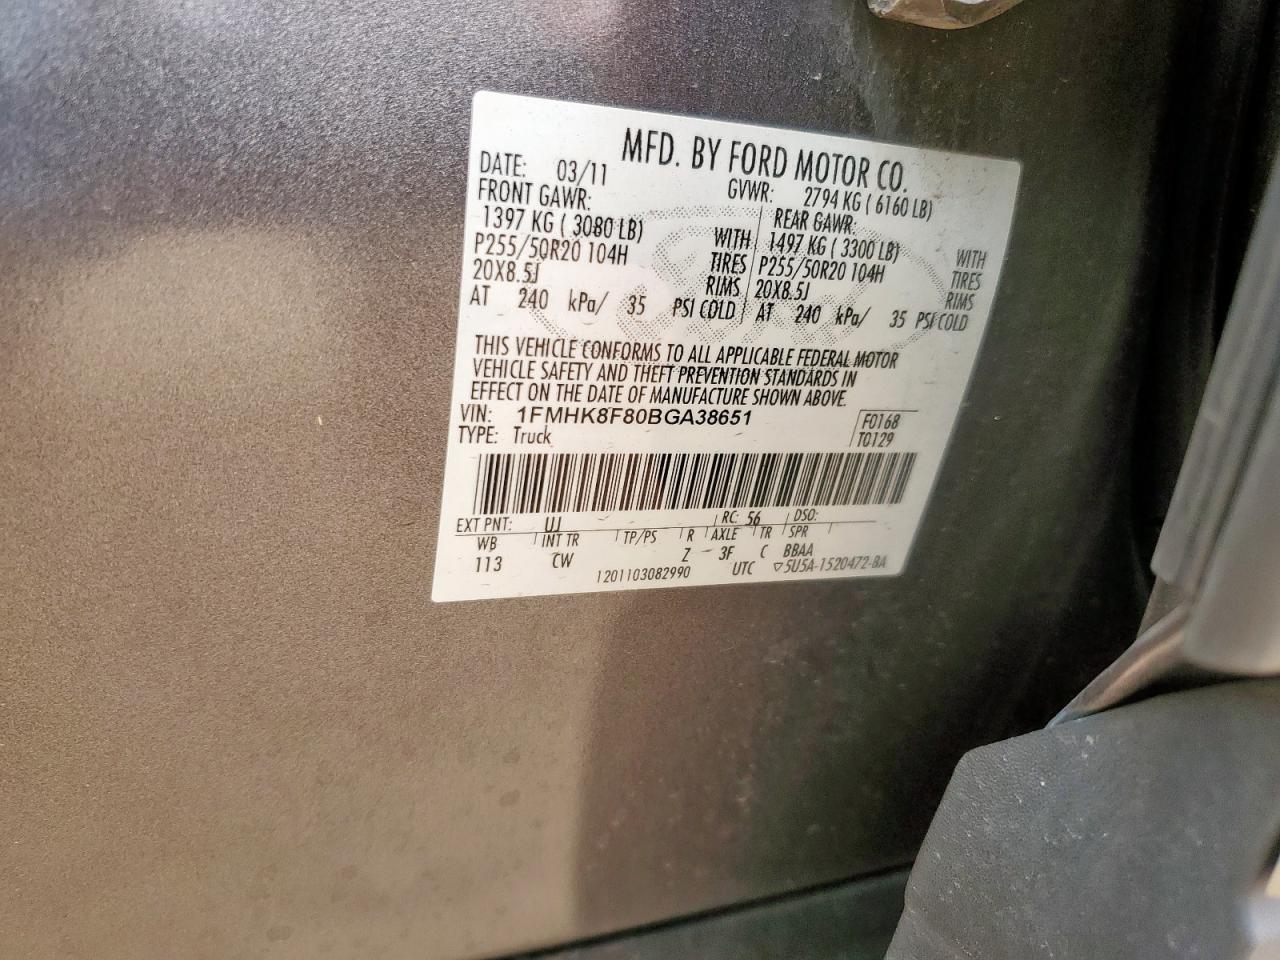 MFD. BY FORD MOTOR CO.
DATE: 03/11 GVWR: 2794 KG ( 6160 LB)
FRONT GAWR: REAR GAWR:
1397 KG ( 3080 LB) WITH 1497 KG ( 3300 LB) WITH
P255/50R20 104H TIRES P255/50R20 104H TIRES
20X8.5J RIMS 20X8.5J RIMS
AT 240 kPa/ 35 PSI COLD AT 240 kPa/ 35 PSI COLD
THIS VEHICLE CONFORMS TO ALL APPLICABLE FEDERAL MOTOR
VEHICLE SAFETY AND THEFT PREVENTION STANDARDS IN
EFFECT ON THE DATE OF MANUFACTURE SHOWN ABOVE.
VIN: 1FMHK8F80BGA38651 F0168
TYPE: Truck T0129
EXT PNT: UJ RC: 56 DSO:
WB INT TR TP/PS R AXLE TR SPR
113 CW Z 3F C BBAA
1201103082990 UTC ▽5U5A-1520472-BA